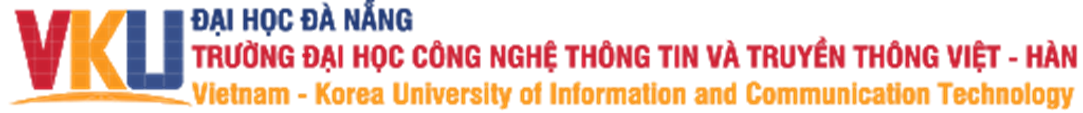 VKU
ĐẠI HỌC ĐÀ NẴNG
TRƯỜNG ĐẠI HỌC CÔNG NGHỆ THÔNG TIN VÀ TRUYỀN THÔNG VIỆT - HÀN
Vietnam - Korea University of Information and Communication Technology